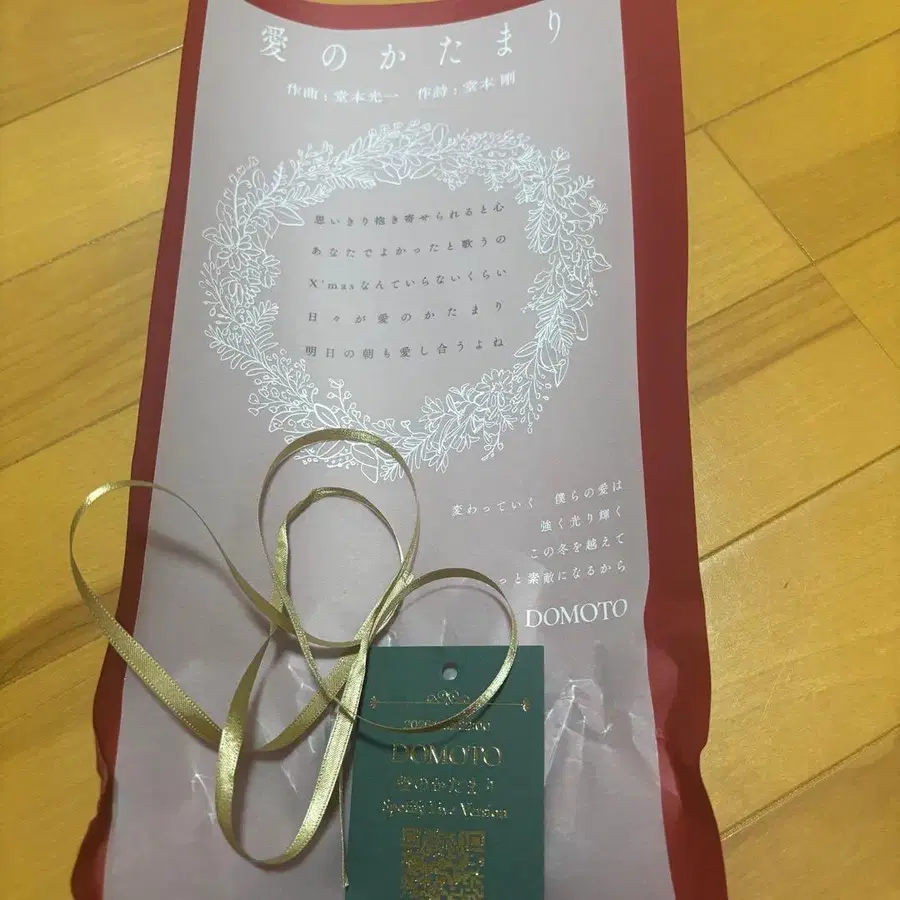 愛のかたまり
作曲：堂本光一　作詩：堂本 剛
思いきり抱き寄せられると心
あなたでよかったと歌うの
X'masなんていらないくらい
日々が愛のかたまり
明日の朝も愛し合うよね
変わっていく　僕らの愛は
強く光り輝く
この冬を越えて
っと素敵になるから
DOMOTO
DOMOTO
愛のかたまり
Version